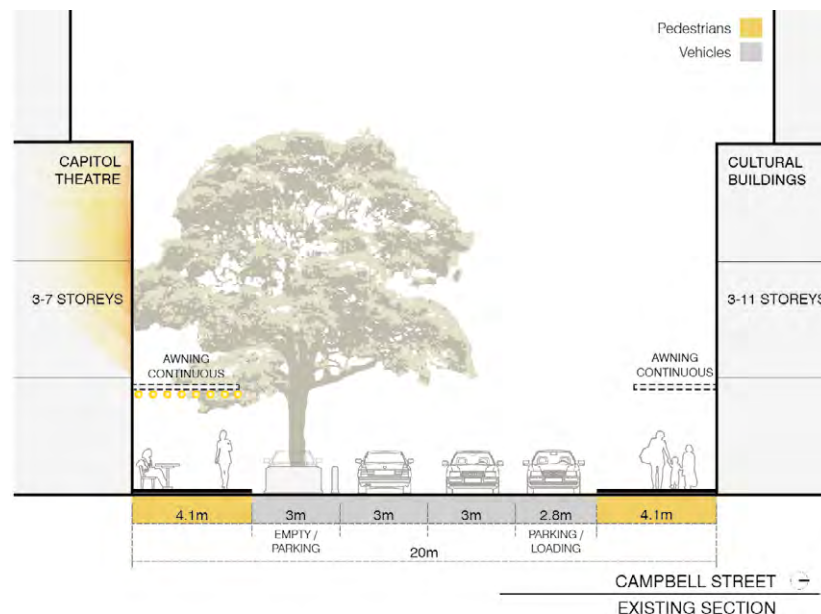 Pedestrians
Vehicles
CAPITOL
THEATRE
CULTURAL
BUILDINGS
3-7 STOREYS
3-11 STOREYS
AWNING
CONTINUOUS
AWNING
CONTINUOUS
4.1m
3m
3m
3m
2.8m
4.1m
EMPTY /
PARKING
PARKING /
LOADING
20m
CAMPBELL STREET
EXISTING SECTION